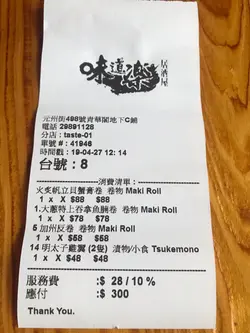 味道樂
居酒屋
元州街498號青華閣地下C舖
電話 29891128
分店 : taste-01
單號 # : 41946
時間戳 : 19-04-27 12:14
台號 : 8
消費清單 :
火炙帆立貝蟹膏卷 卷物 Maki Roll
1 x X $88 $88
1.大蔥特上吞拿魚腩卷 卷物 Maki Roll
1 x X $78 $78
5 加州反卷 卷物 Maki Roll
1 x X $58 $58
14 明太子雞翼 (2隻) 漬物/小食 Tsukemono
1 x X $48 $48
服務費 :$ 28 / 10 %
應付 :$ 300
Thank You.